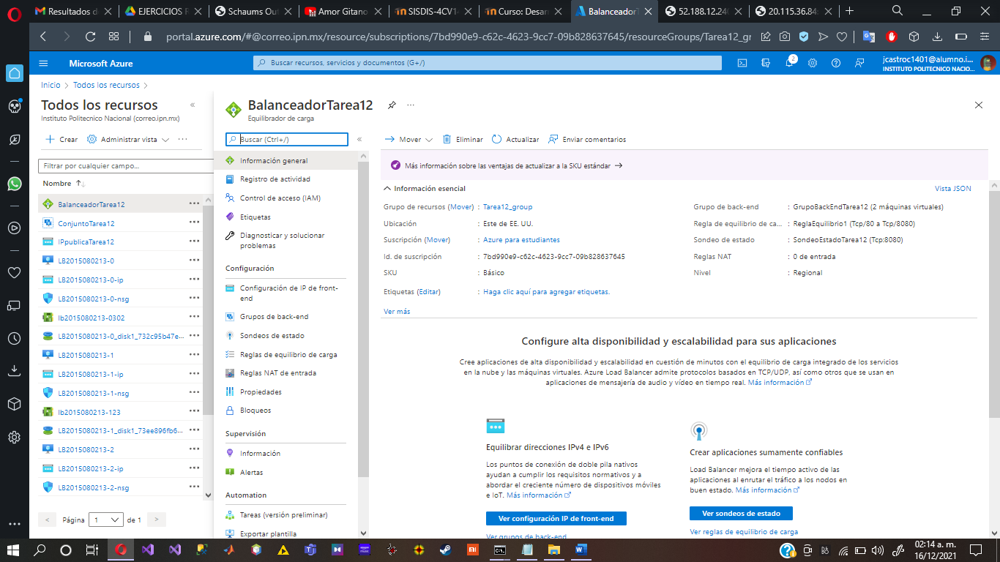 Resultados d
EJERCICIOS R
Schaums Out
Amor Gitano
SISDIS-4CV1
Curso: Desar
BalanceadorT
52.188.12.24
20.115.36.84
portal.azure.com/#@correo.ipn.mx/resource/subscriptions/7bd990e9-c62c-4623-9cc7-09b828637645/resourceGroups/Tarea12_gr
Microsoft Azure
Buscar recursos, servicios y documentos (G+/)
2
jcastroc1401@alumno.i...
INSTITUTO POLITECNICO NACIO...
Inicio
Todos los recursos
Todos los recursos
Instituto Politecnico Nacional (correo.ipn.mx)
Crear
Administrar vista
Filtrar por cualquier campo...
Nombre
BalanceadorTarea12
ConjuntoTarea12
IPpublicaTarea12
LB2015080213-0
LB2015080213-0-ip
LB2015080213-0-nsg
lb2015080213-0302
LB2015080213-0_disk1_732c95b47e...
LB2015080213-1
LB2015080213-1-ip
LB2015080213-1-nsg
lb2015080213-123
LB2015080213-1_disk1_73ee896fb6...
LB2015080213-2
LB2015080213-2-ip
LB2015080213-2-nsg
< Página 1 de 1 >
BalanceadorTarea12
Equilibrador de carga
Buscar (Ctrl+/)
Información general
Registro de actividad
Control de acceso (IAM)
Etiquetas
Diagnosticar y solucionar
problemas
Configuración
Configuración de IP de front-
end
Grupos de back-end
Sondeos de estado
Reglas de equilibrio de carga
Reglas NAT de entrada
Propiedades
Bloqueos
Supervisión
Información
Alertas
Automation
Tareas (versión preliminar)
Exportar plantilla
Mover
Eliminar
Actualizar
Enviar comentarios
Más información sobre las ventajas de actualizar a la SKU estándar
Información esencial
Vista JSON
Grupo de recursos (Mover) : Tarea12_group
Ubicación : Este de EE. UU.
Suscripción (Mover) : Azure para estudiantes
Id. de suscripción : 7bd990e9-c62c-4623-9cc7-09b828637645
SKU : Básico
Etiquetas (Editar) : Haga clic aquí para agregar etiquetas.
Ver más
Grupo de back-end : GrupoBackEndTarea12 (2 máquinas virtuales)
Regla de equilibrio de ca... : ReglaEquilibrio1 (Tcp/80 a Tcp/8080)
Sondeo de estado : SondeoEstadoTarea12 (Tcp:8080)
Reglas NAT : 0 de entrada
Nivel : Regional
Configure alta disponibilidad y escalabilidad para sus aplicaciones
Cree aplicaciones de alta disponibilidad y escalabilidad en cuestión de minutos con el equilibrio de carga integrado de los servicios
en la nube y las máquinas virtuales. Azure Load Balancer admite protocolos basados en TCP/UDP, así como otros que se usan en
aplicaciones de mensajería de audio y vídeo en tiempo real. Más información
Equilibrar direcciones IPv4 e IPv6
Los puntos de conexión de doble pila nativos
ayudan a cumplir los requisitos normativos y a
abordar el creciente número de dispositivos móviles
e IoT. Más información
Ver configuración IP de front-end
Ver grupos de back-end
Crear aplicaciones sumamente confiables
Load Balancer mejora el tiempo activo de las
aplicaciones al enrutar el tráfico a los nodos en
buen estado. Más información
Ver sondeos de estado
Ver reglas de equilibrio de carga
02:14 a. m.
16/12/2021